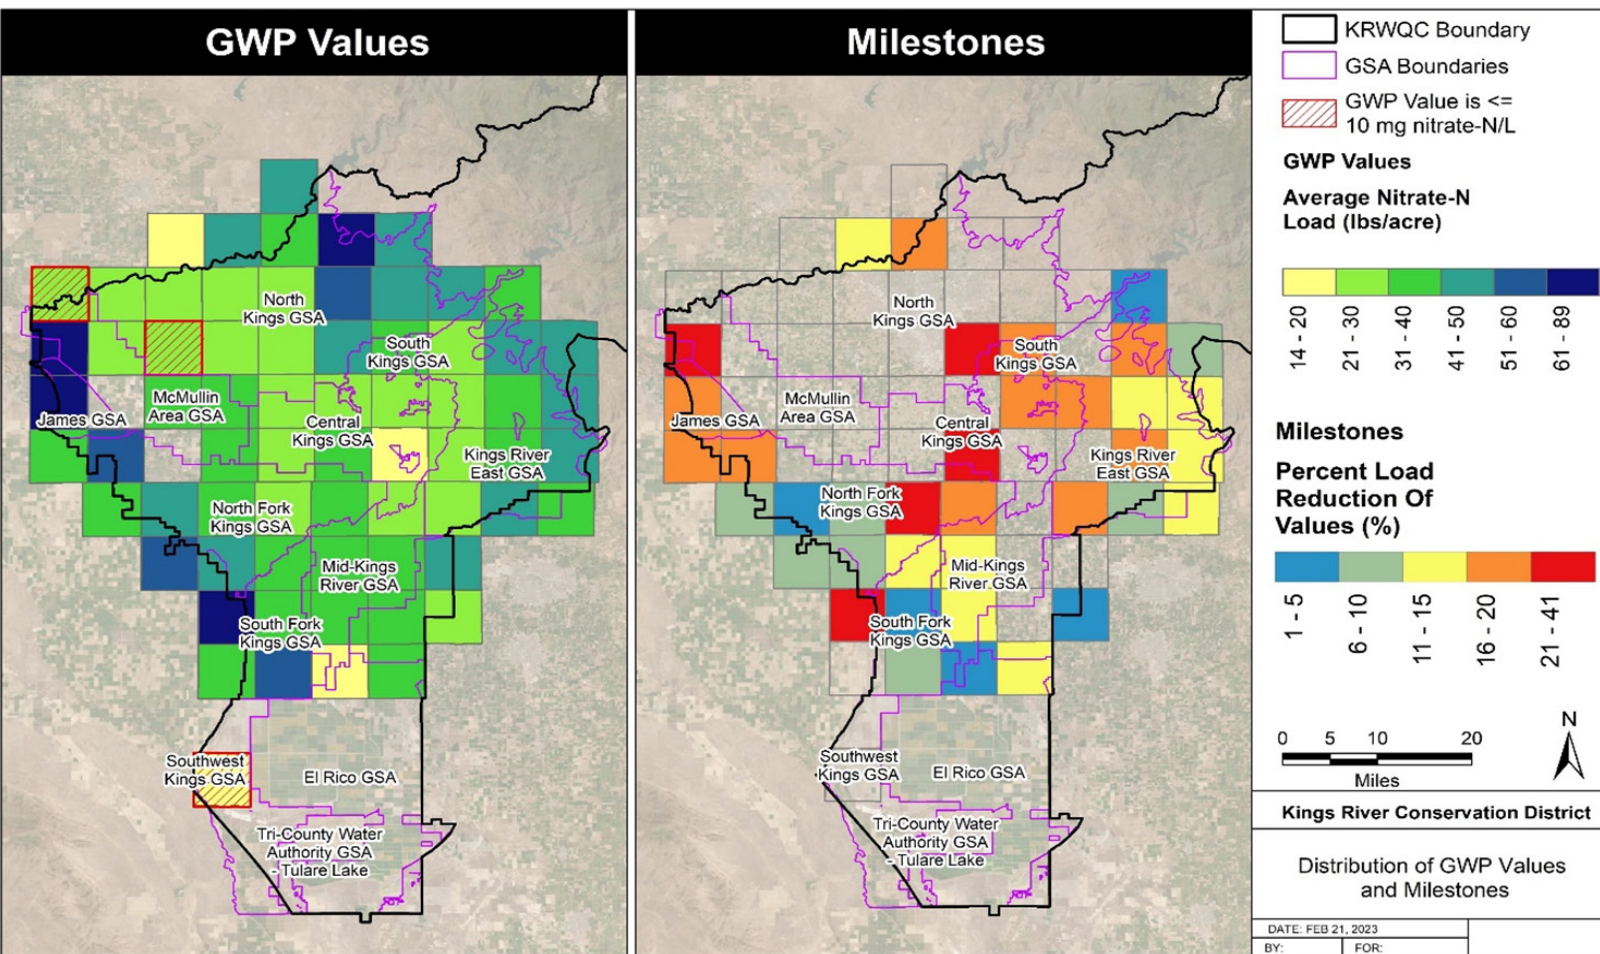 GWP Values
North
Kings GSA
South
Kings GSA
McMullin
Area GSA
James GSA
Central
Kings GSA
Kings River
East GSA
North Fork
Kings GSA
Mid-Kings
River GSA
South Fork
Kings GSA
Southwest
Kings GSA
El Rico GSA
Tri-County Water
Authority GSA
- Tulare Lake
Milestones
North
Kings GSA
South
Kings GSA
McMullin
Area GSA
James GSA
Central
Kings GSA
Kings River
East GSA
North Fork
Kings GSA
Mid-Kings
River GSA
South Fork
Kings GSA
Southwest
Kings GSA
El Rico GSA
Tri-County Water
Authority GSA
- Tulare Lake
KRWQC Boundary
GSA Boundaries
GWP Value is <=
10 mg nitrate-N/L
GWP Values
Average Nitrate-N
Load (lbs/acre)
14 - 20
21 - 30
31 - 40
41 - 50
51 - 60
61 - 89
Milestones
Percent Load
Reduction Of
Values (%)
1 - 5
6 - 10
11 - 15
16 - 20
21 - 41
0 5 10 20
Miles
N
Kings River Conservation District
Distribution of GWP Values
and Milestones
DATE: FEB 21, 2023
BY: FOR: